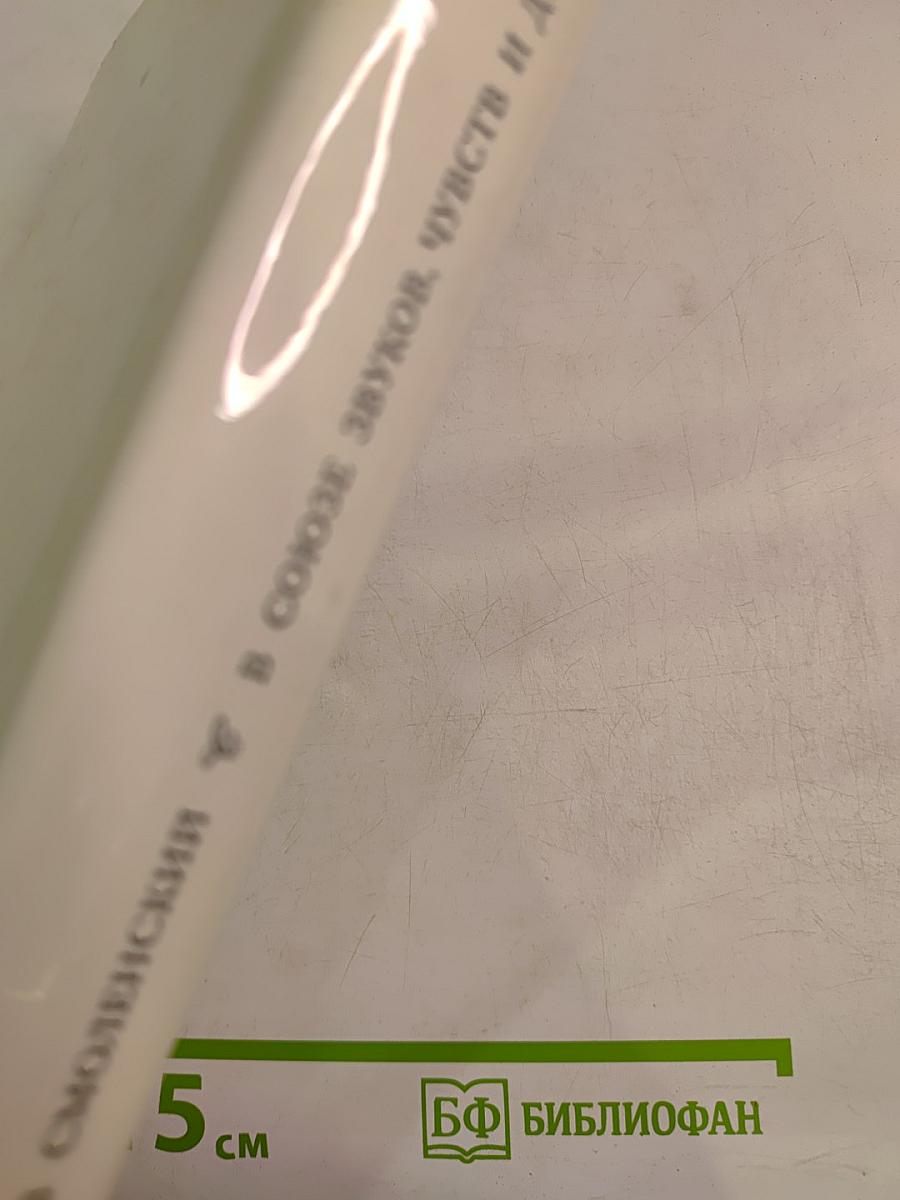 СМОЛЕНСКИЙ В СОЮЗЕ ЗВУКОВ, ЧУВСТВ И Д
5 см
БФ БИБЛИОФАН